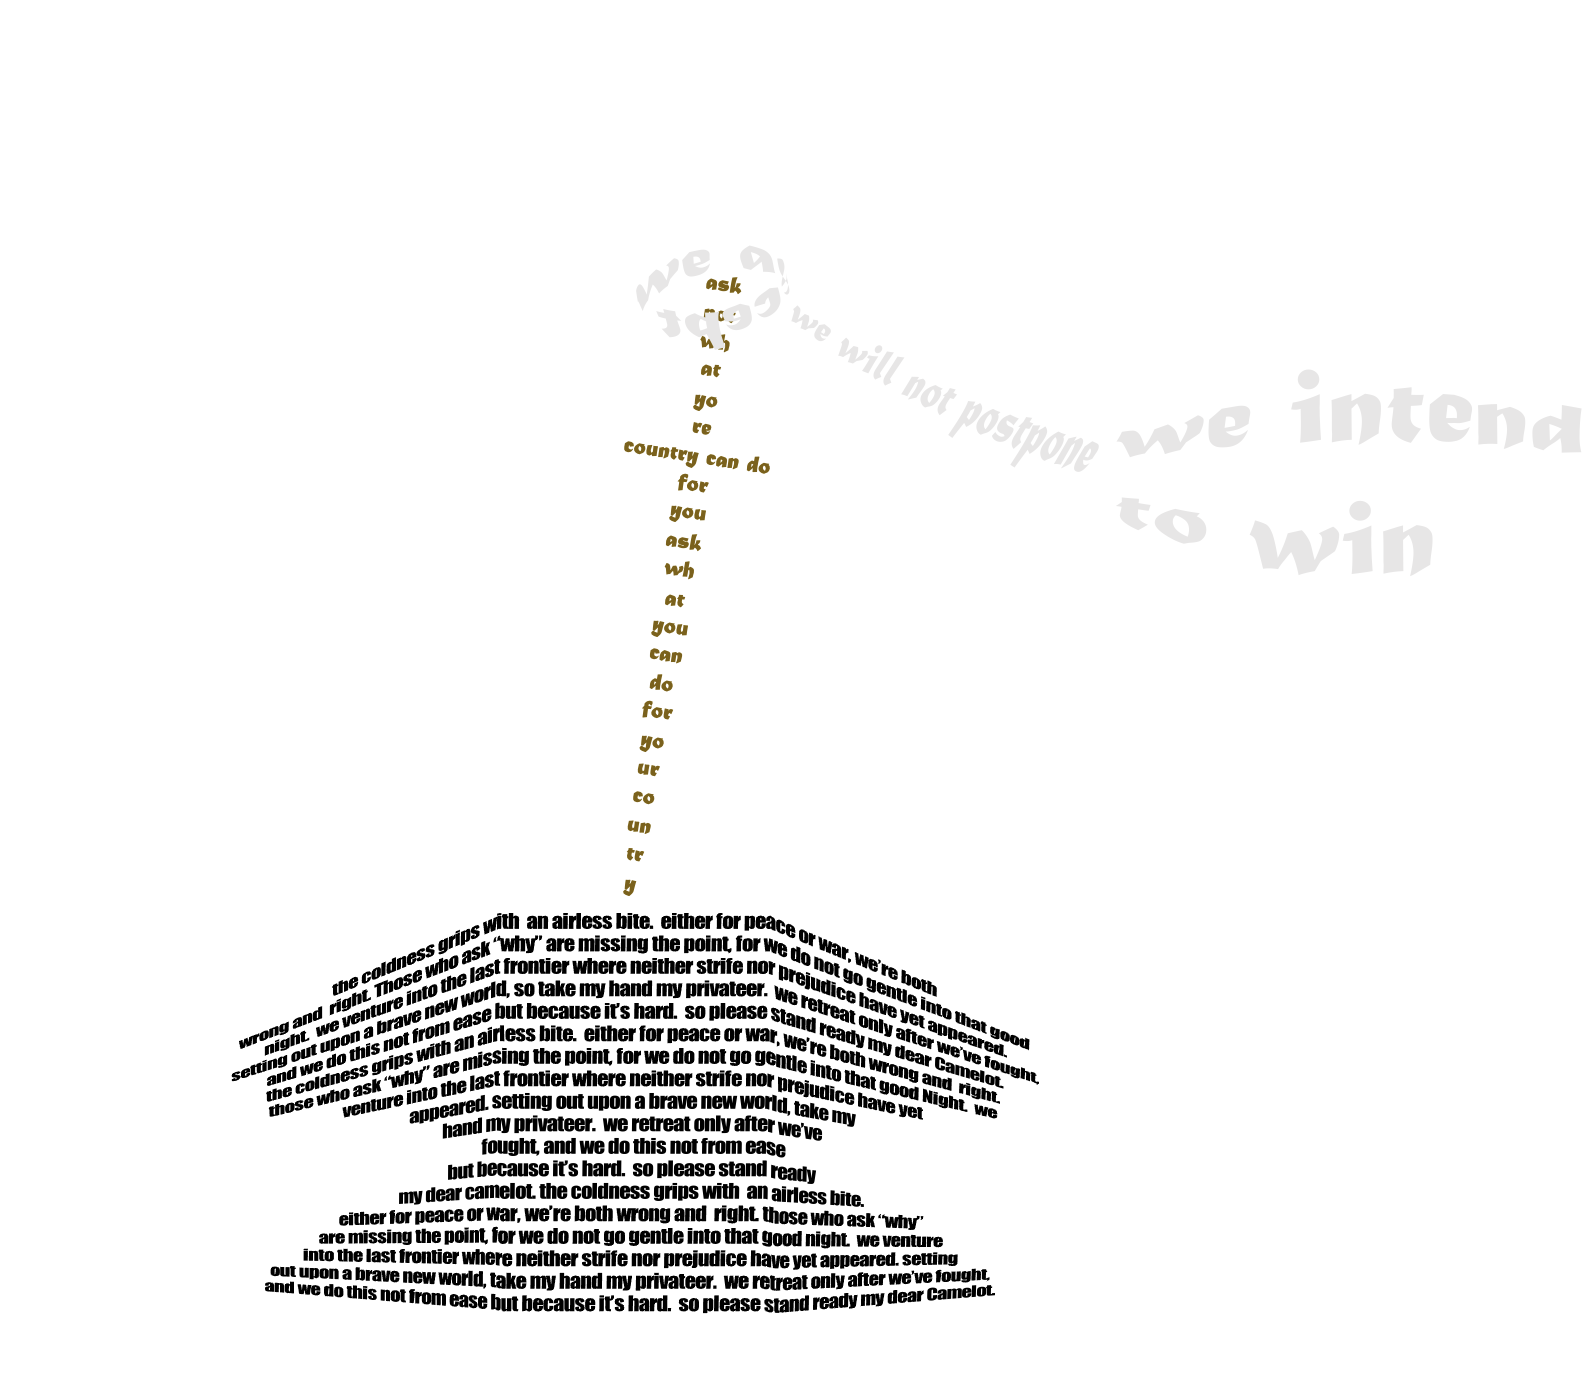 we
ask
not
wh
at
yo
re
country can do
for
you
ask
wh
at
you
can
do
for
yo
ur
co
un
tr
y
we will not postpone
we intend
to win
the coldness grips with an airless bite. either for peace or war, we're both
wrong and right. Those who ask “why” are missing the point, for we do not go gentle into that good
night. we venture into the last frontier where neither strife nor prejudice have yet appeared.
setting out upon a brave new world, so take my hand my privateer. we retreat only after we've fought,
and we do this not from ease but because it's hard. so please stand ready my dear Camelot.
the coldness grips with an airless bite. either for peace or war, we're both wrong and right.
those who ask “why” are missing the point, for we do not go gentle into that good Night. we
venture into the last frontier where neither strife nor prejudice have yet
appeared. setting out upon a brave new world, take my
hand my privateer. we retreat only after we've
fought, and we do this not from ease
but because it's hard. so please stand ready
my dear camelot. the coldness grips with an airless bite.
either for peace or war, we're both wrong and right. those who ask “why”
are missing the point, for we do not go gentle into that good night. we venture
into the last frontier where neither strife nor prejudice have yet appeared. setting
out upon a brave new world, take my hand my privateer. we retreat only after we've fought,
and we do this not from ease but because it's hard. so please stand ready my dear Camelot.